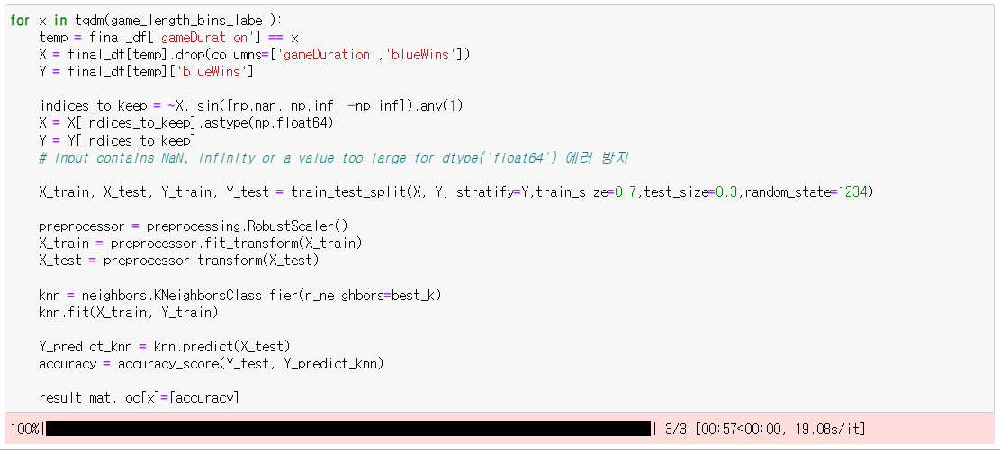 for x in tqdm(game_length_bins_label):
    temp = final_df['gameDuration'] == x
    X = final_df[temp].drop(columns=['gameDuration','blueWins'])
    Y = final_df[temp]['blueWins']

    indices_to_keep = ~X.isin([np.nan, np.inf, -np.inf]).any(1)
    X = X[indices_to_keep].astype(np.float64)
    Y = Y[indices_to_keep]
    # Input contains NaN, infinity or a value too large for dtype('float64') 에러 방지

    X_train, X_test, Y_train, Y_test = train_test_split(X, Y, stratify=Y,train_size=0.7,test_size=0.3,random_state=1234)

    preprocessor = preprocessing.RobustScaler()
    X_train = preprocessor.fit_transform(X_train)
    X_test = preprocessor.transform(X_test)

    knn = neighbors.KNeighborsClassifier(n_neighbors=best_k)
    knn.fit(X_train, Y_train)

    Y_predict_knn = knn.predict(X_test)
    accuracy = accuracy_score(Y_test, Y_predict_knn)

    result_mat.loc[x]=[accuracy]
100%|██████████| 3/3 [00:57<00:00, 19.08s/it]